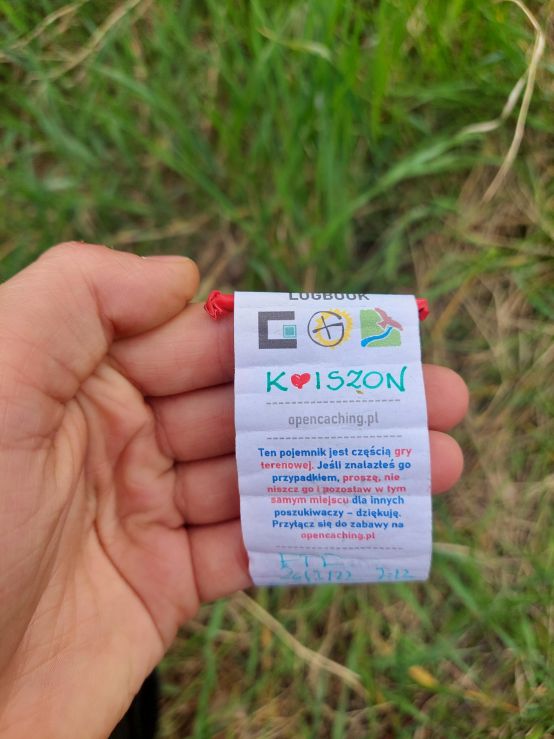 LOGBOOK
K♥ISZON
opencaching.pl
Ten pojemnik jest częścią gry
terenowej. Jeśli znalazłeś go
przypadkiem, proszę, nie
niszcz go i pozostaw w tym
samym miejscu dla innych
poszukiwaczy – dziękuję.
Przyłącz się do zabawy na
opencaching.pl